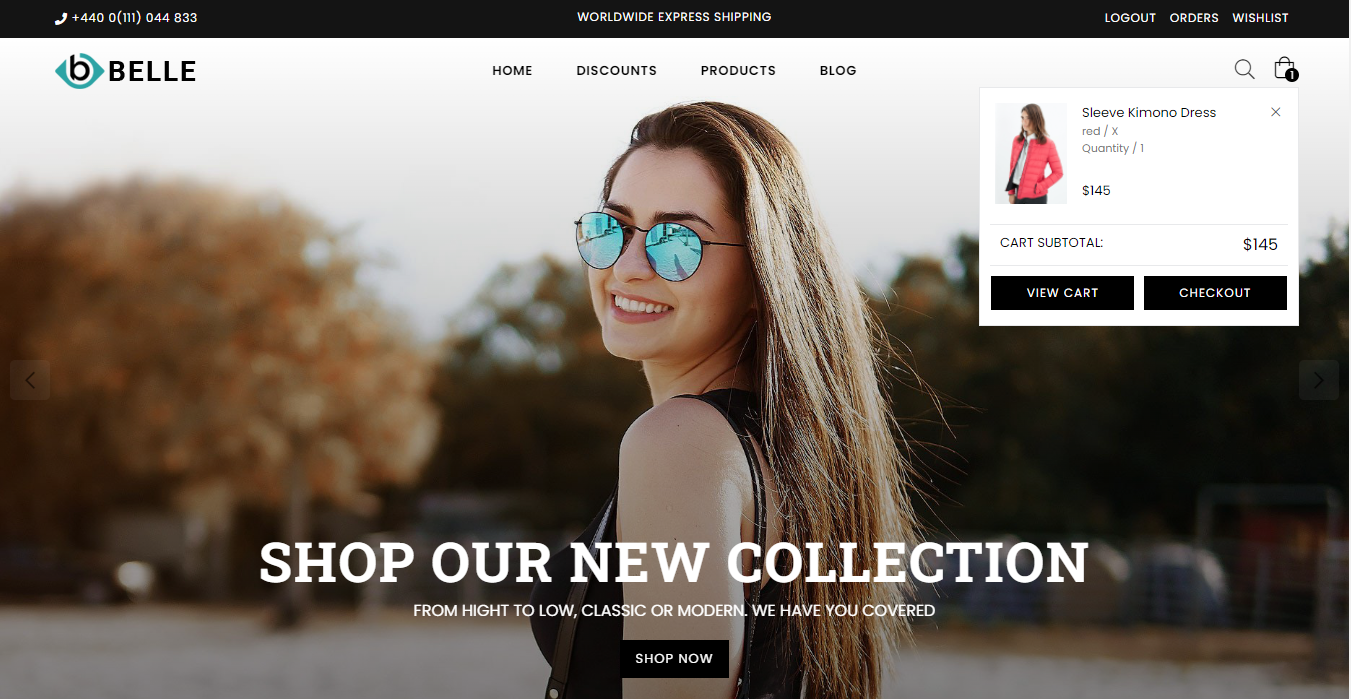 +440 0(111) 044 833
WORLDWIDE EXPRESS SHIPPING
LOGOUT ORDERS WISHLIST
b BELLE
HOME DISCOUNTS PRODUCTS BLOG
1
Sleeve Kimono Dress
red / X
Quantity / 1
$145
CART SUBTOTAL: $145
VIEW CART CHECKOUT
SHOP OUR NEW COLLECTION
FROM HIGHT TO LOW, CLASSIC OR MODERN. WE HAVE YOU COVERED
SHOP NOW